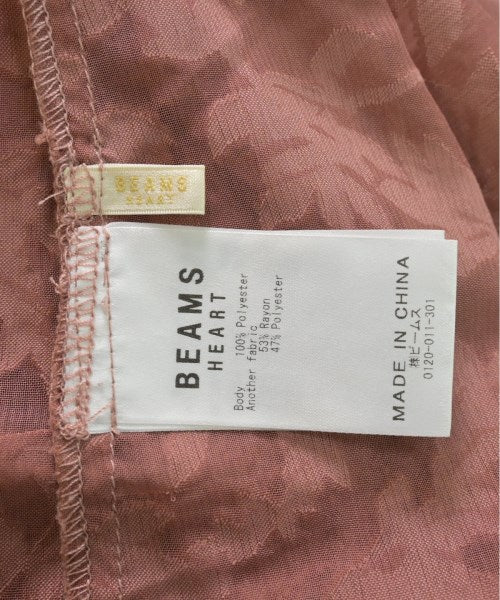 BEAMS
HEART
BEAMS
HEART
Body
100% Polyester
Another fabric
53% Rayon
47% Polyester
MADE IN CHINA
株ビームス
0120-011-301